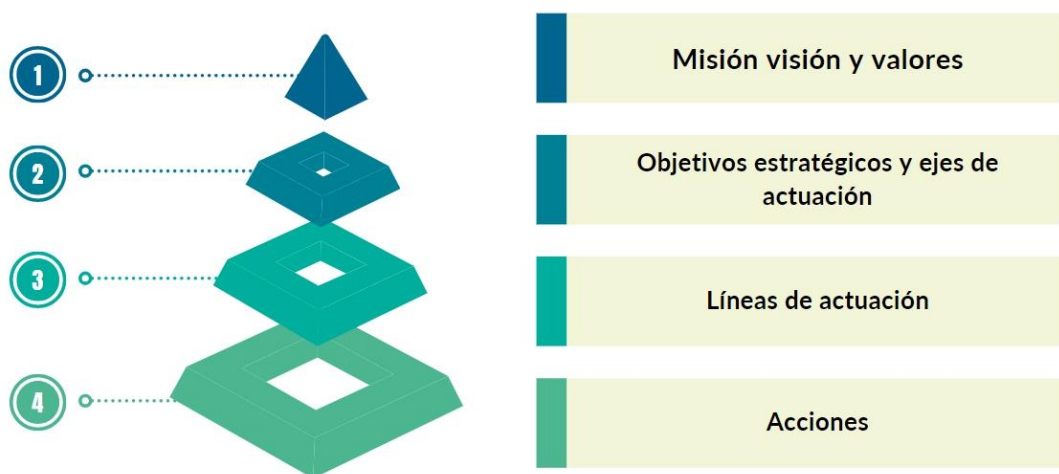 1
Misión visión y valores
2
Objetivos estratégicos y ejes de
actuación
3
Líneas de actuación
4
Acciones